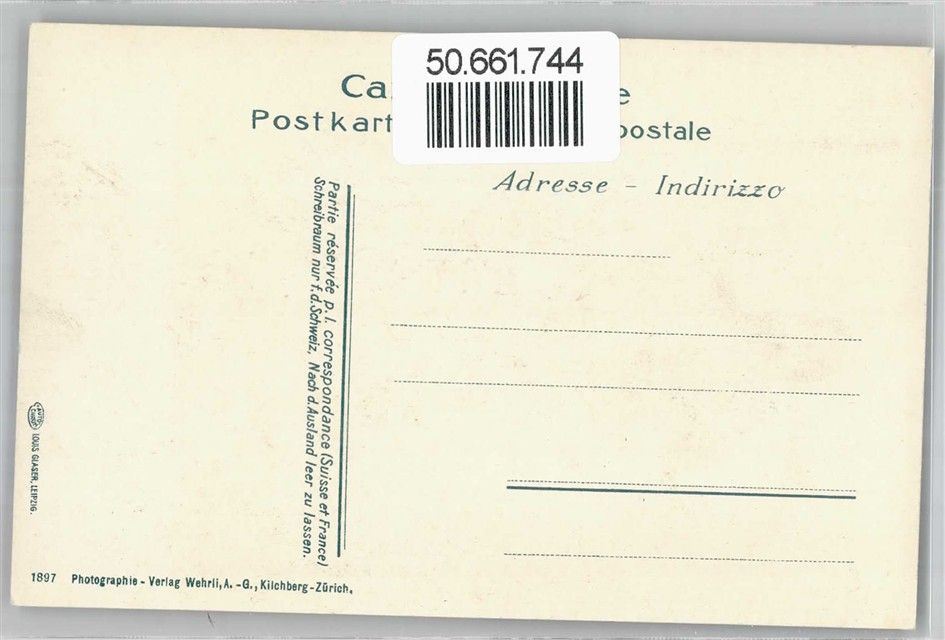 50.661.744
Ca e
Postkart postale
Adresse - Indirizzo
Partie réservée p. l. correspondance (Suisse et France)
Schreibraum nur f. d. Schweiz, Nach d. Ausland leer zu lassen.
LOUIS GLASER, LEIPZIG.
1897 Photographie - Verlag Wehrli, A. -G., Kilchberg - Zürich.